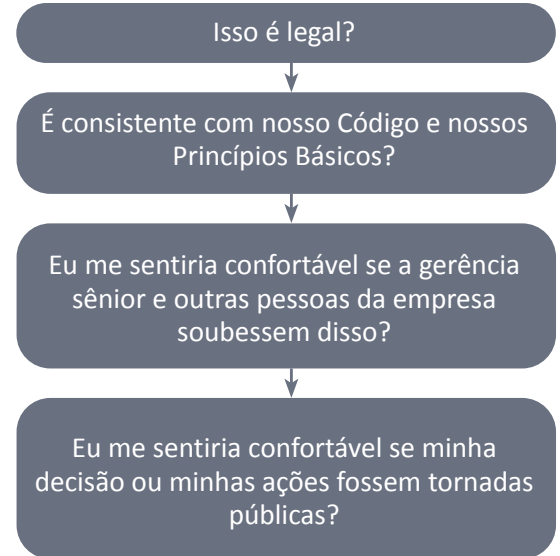 Isso é legal?
É consistente com nosso Código e nossos
Princípios Básicos?
Eu me sentiria confortável se a gerência
sênior e outras pessoas da empresa
soubessem disso?
Eu me sentiria confortável se minha
decisão ou minhas ações fossem tornadas
públicas?